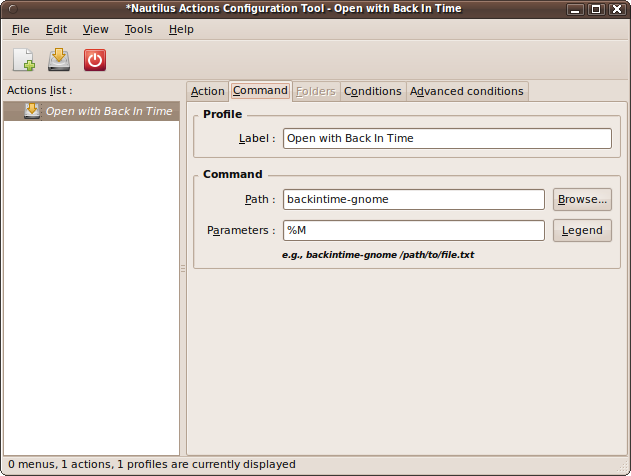 *Nautilus Actions Configuration Tool - Open with Back In Time
File Edit View Tools Help
Actions list :
Open with Back In Time
Action Command Folders Conditions Advanced conditions
Profile
Label : Open with Back In Time
Command
Path : backintime-gnome Browse...
Parameters : %M Legend
e.g., backintime-gnome /path/to/file.txt
0 menus, 1 actions, 1 profiles are currently displayed